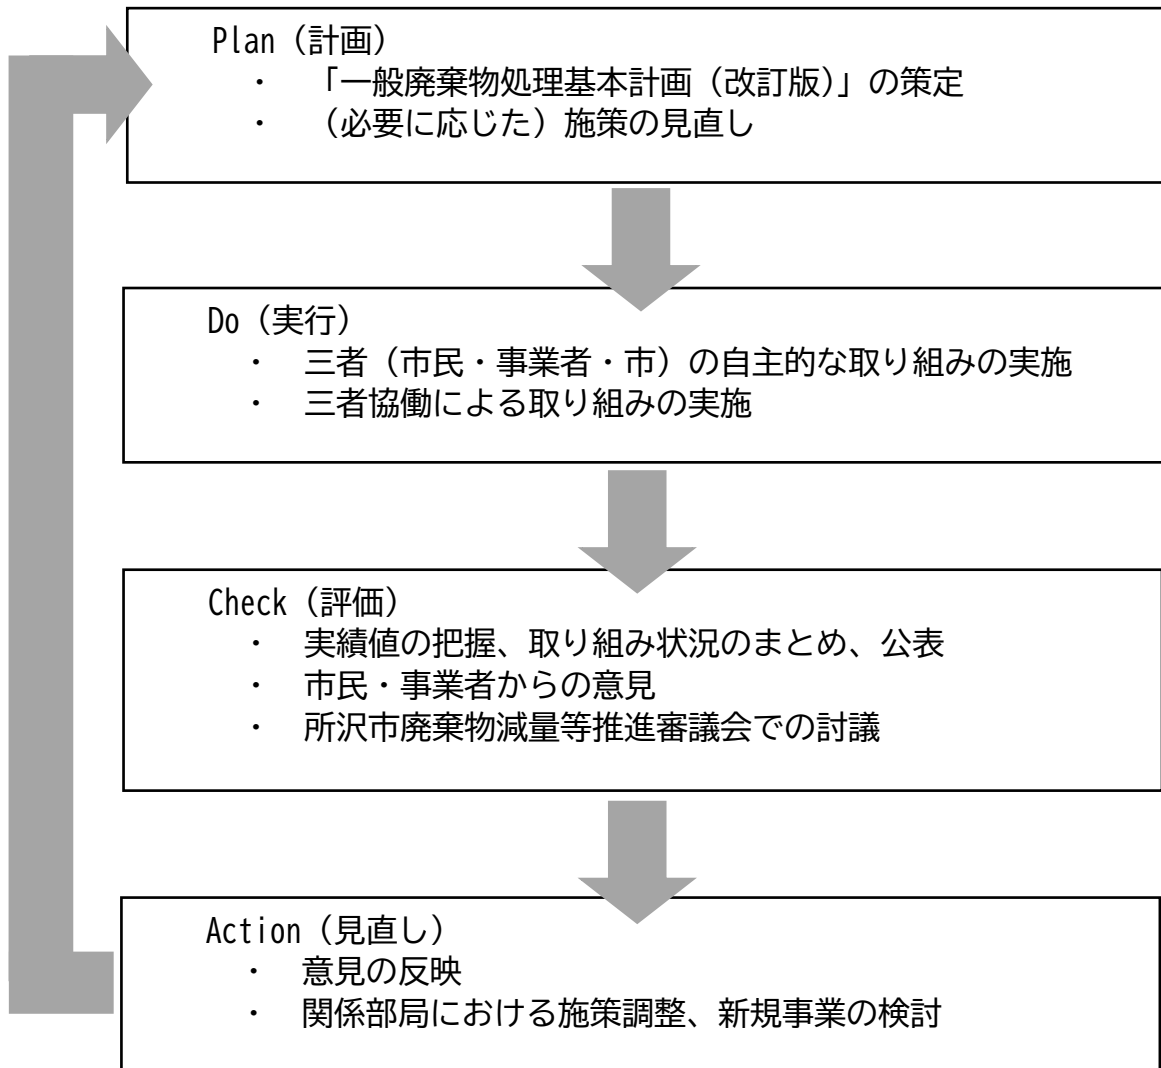 Plan（計画）
・ 「一般廃棄物処理基本計画（改訂版）」の策定
・ （必要に応じた）施策の見直し
Do（実行）
・ 三者（市民・事業者・市）の自主的な取り組みの実施
・ 三者協働による取り組みの実施
Check（評価）
・ 実績値の把握、取り組み状況のまとめ、公表
・ 市民・事業者からの意見
・ 所沢市廃棄物減量等推進審議会での討議
Action（見直し）
・ 意見の反映
・ 関係部局における施策調整、新規事業の検討